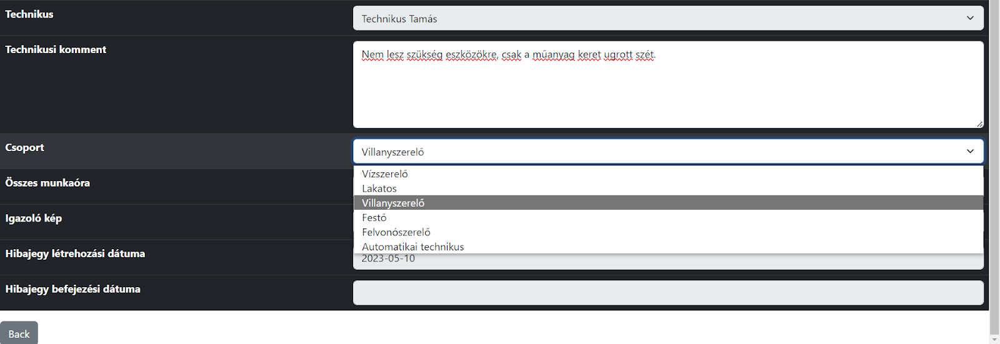 Technikus
Technikus Tamás
Technikusi komment
Nem lesz szükség eszközökre, csak a műanyag keret ugrott szét.
Csoport
Villanyszerelő
Vízszerelő
Lakatos
Villanyszerelő
Festő
Felvonószerelő
Automatikai technikus
Összes munkaóra
Igazoló kép
Hibajegy létrehozási dátuma
2023-05-10
Hibajegy befejezési dátuma
Back